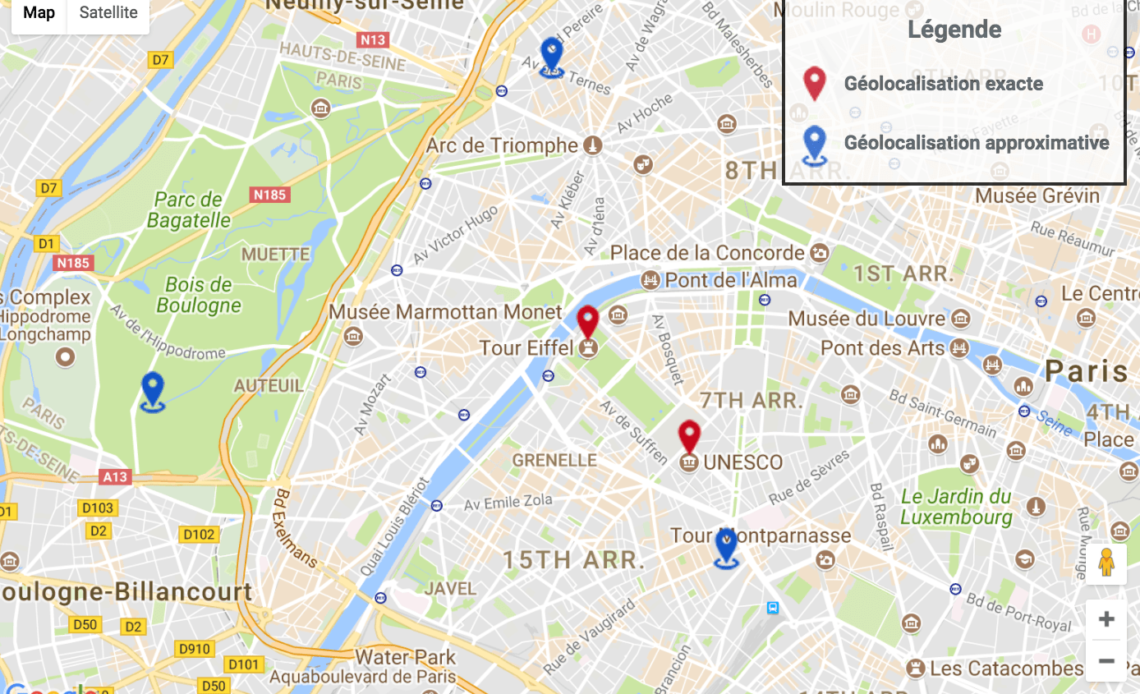 Map Satellite
Neuilly-sur-Seine
Légende
Géolocalisation exacte
Géolocalisation approximative
Moulin Rouge
N13
D7
HAUTS-DE-SEINE
PARIS
Av. des Ternes
Bd Malesherbes
Av de Wagram
Av Hoche
Arc de Triomphe
8TH ARR.
Musée Grévin
D7
N185
Parc de
Bagatelle
Av Kléber
Av d'Iéna
Av Victor Hugo
Rue Réaumur
D1
N185
MUETTE
Place de la Concorde
1ST ARR.
Pont de l'Alma
Bois de
Boulogne
s Complex
Hippodrome
Longchamp
Av de l'Hippodrome
Musée Marmottan Monet
Le Centre
Musée du Louvre
Tour Eiffel
Av Bosquet
Pont des Arts
Paris
AUTEUIL
Av Mozart
7TH ARR.
Bd Saint-Germain
Seine
4TH
Place
PARIS
TS-DE-SEINE
Av de Suffren
GRENELLE
UNESCO
Rue de Sèvres
A13
D103
D1
D2
D102
Bd Exelmans
Quai Louis Blériot
Av Emile Zola
Bd Raspail
Le Jardin du
Luxembourg
Rue Monge
Tour Montparnasse
15TH ARR.
oulogne-Billancourt
JAVEL
Bd de Port-Royal
D50
D2
Rue de Vaugirard
D910
D101
Water Park
Aquaboulevard de Paris
D50
Les Catacombes
Pa
14TH ARR.
Google